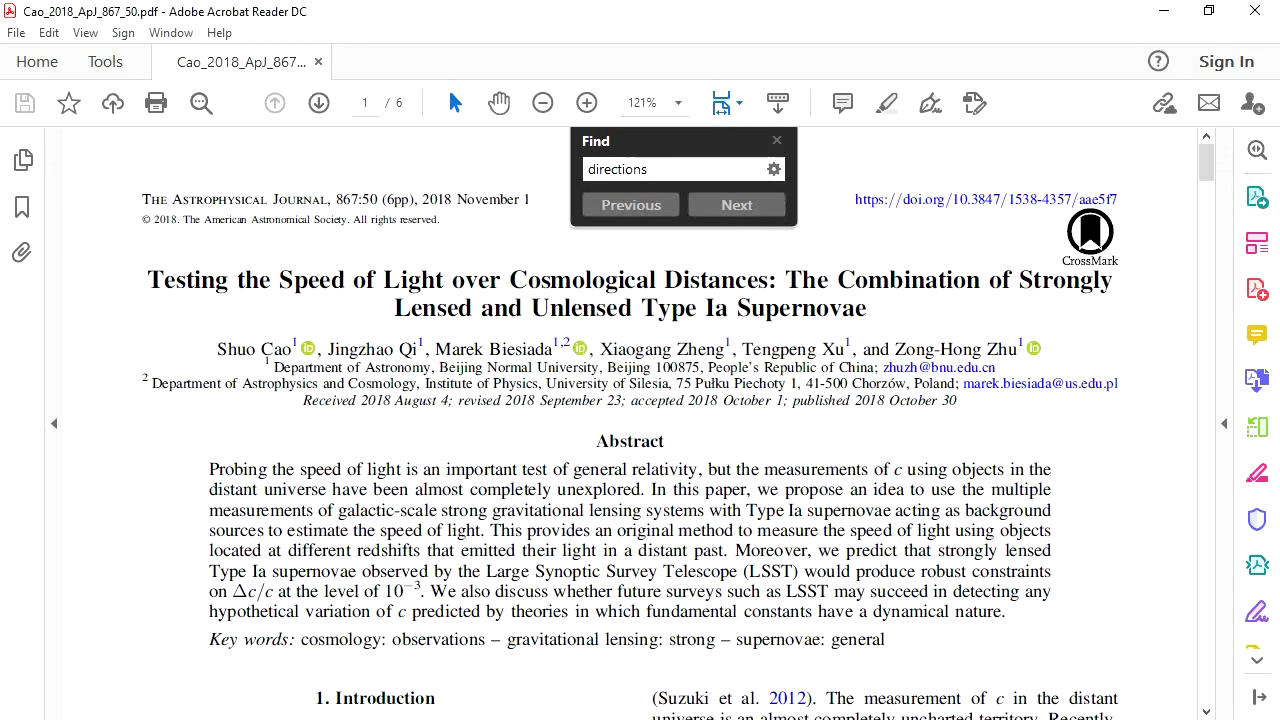 Cao_2018_ApJ_867_50.pdf - Adobe Acrobat Reader DC
File Edit View Sign Window Help
Home Tools Cao_2018_ApJ_867... × Sign In
1 / 6 121%
Find
directions
Previous Next
The Astrophysical Journal, 867:50 (6pp), 2018 November 1 https://doi.org/10.3847/1538-4357/aae5f7
© 2018. The American Astronomical Society. All rights reserved.
CrossMark
Testing the Speed of Light over Cosmological Distances: The Combination of Strongly
Lensed and Unlensed Type Ia Supernovae
Shuo Cao1 iD, Jingzhao Qi1, Marek Biesiada1,2 iD, Xiaogang Zheng1, Tengpeng Xu1, and Zong-Hong Zhu1 iD
1 Department of Astronomy, Beijing Normal University, Beijing 100875, People's Republic of China; zhuzh@bnu.edu.cn
2 Department of Astrophysics and Cosmology, Institute of Physics, University of Silesia, 75 Pułku Piechoty 1, 41-500 Chorzów, Poland; marek.biesiada@us.edu.pl
Received 2018 August 4; revised 2018 September 23; accepted 2018 October 1; published 2018 October 30
Abstract
Probing the speed of light is an important test of general relativity, but the measurements of c using objects in the
distant universe have been almost completely unexplored. In this paper, we propose an idea to use the multiple
measurements of galactic-scale strong gravitational lensing systems with Type Ia supernovae acting as background
sources to estimate the speed of light. This provides an original method to measure the speed of light using objects
located at different redshifts that emitted their light in a distant past. Moreover, we predict that strongly lensed
Type Ia supernovae observed by the Large Synoptic Survey Telescope (LSST) would produce robust constraints
on Δc/c at the level of 10⁻³. We also discuss whether future surveys such as LSST may succeed in detecting any
hypothetical variation of c predicted by theories in which fundamental constants have a dynamical nature.
Key words: cosmology: observations – gravitational lensing: strong – supernovae: general
1. Introduction
(Suzuki et al. 2012). The measurement of c in the distant
universe is an almost completely uncharted territory. Recently,